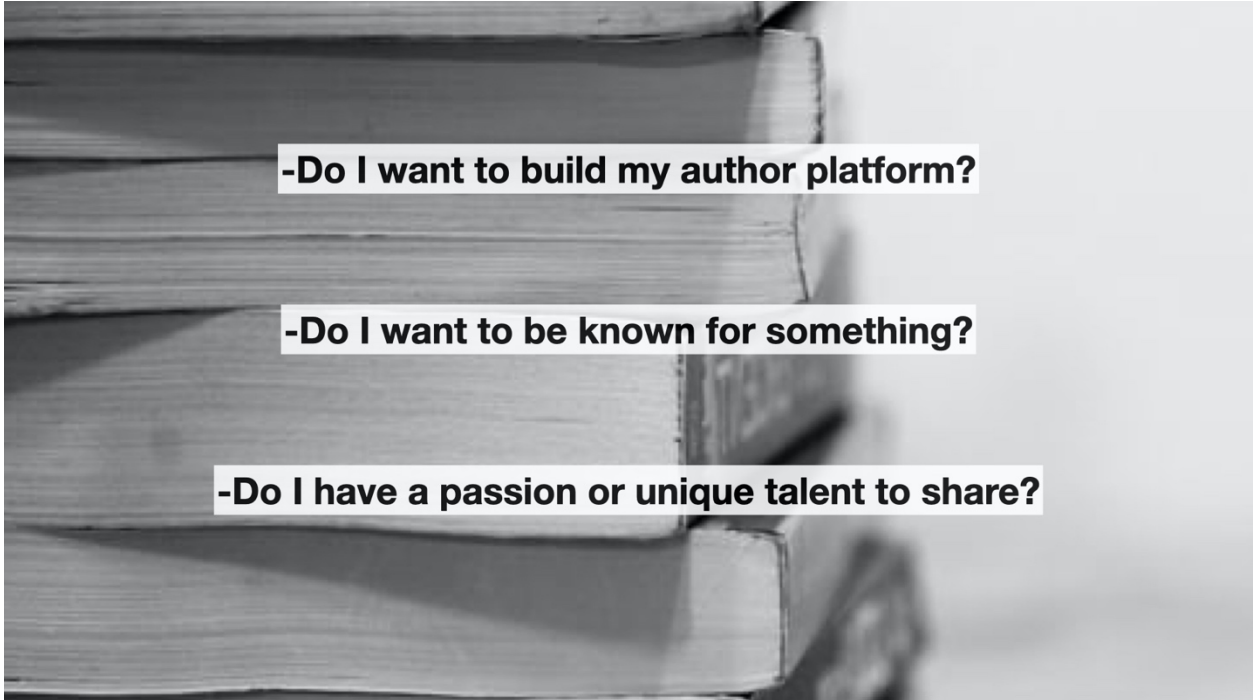 -Do I want to build my author platform?
-Do I want to be known for something?
-Do I have a passion or unique talent to share?